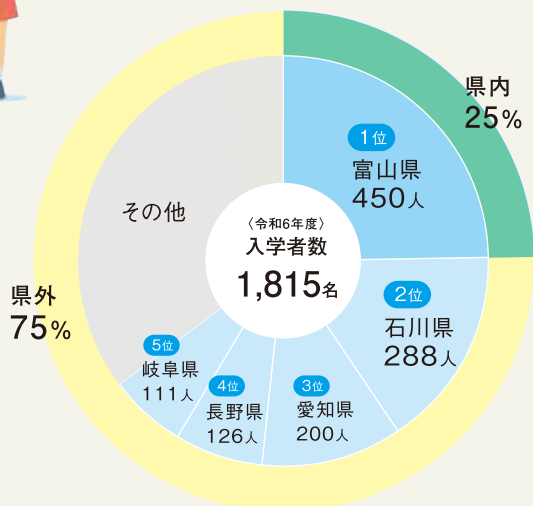 県内
25%
1位
富山県
450人
その他
〈令和6年度〉
入学者数
1,815名
2位
石川県
288人
県外
75%
5位
岐阜県
111人
4位
長野県
126人
3位
愛知県
200人